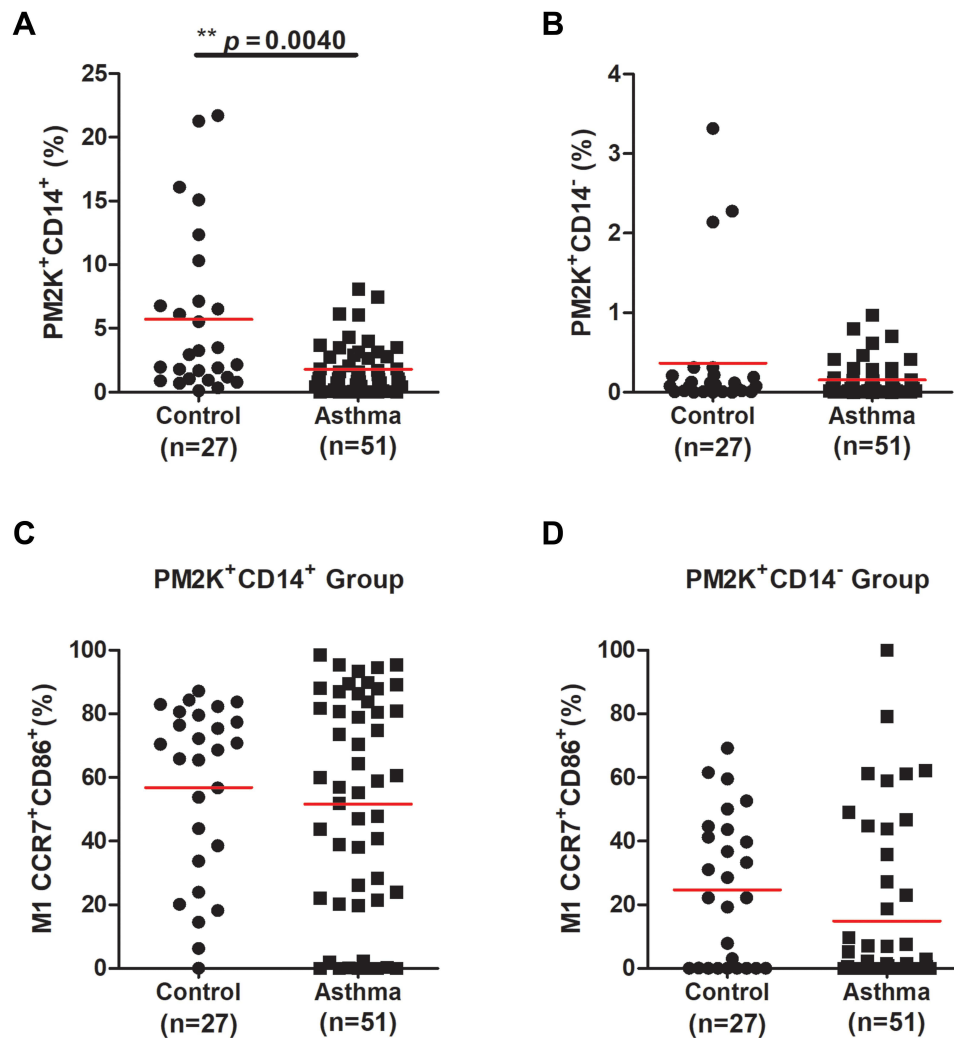 A
** p = 0.0040
PM2K⁺CD14⁺ (%)
25
20
15
10
5
0
Control
(n=27)
Asthma
(n=51)
B
PM2K⁺CD14⁻ (%)
4
3
2
1
0
Control
(n=27)
Asthma
(n=51)
C
PM2K⁺CD14⁺ Group
M1 CCR7⁺CD86⁺(%)
100
80
60
40
20
0
Control
(n=27)
Asthma
(n=51)
D
PM2K⁺CD14⁻ Group
M1 CCR7⁺CD86⁺(%)
100
80
60
40
20
0
Control
(n=27)
Asthma
(n=51)